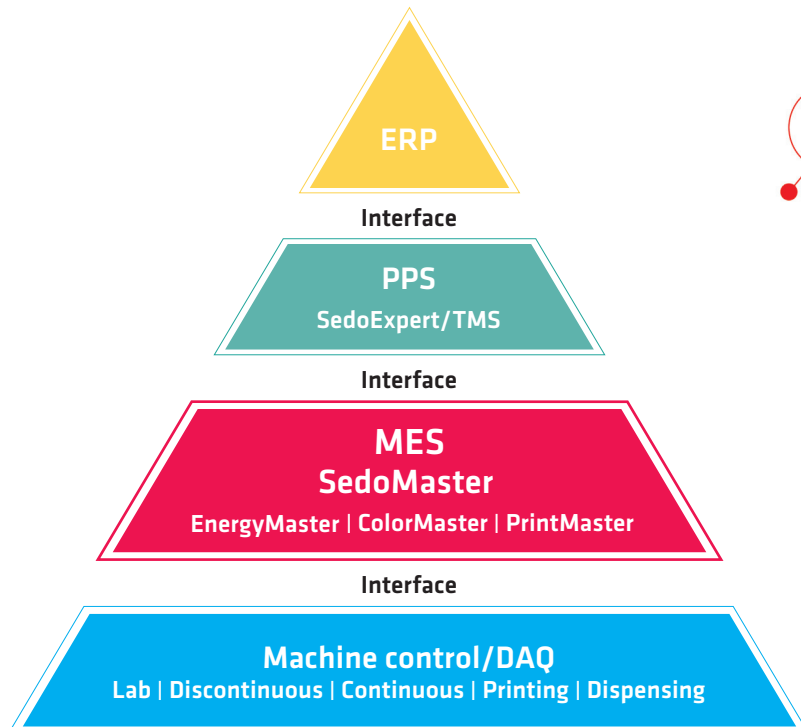 ERP
Interface
PPS
SedoExpert/TMS
Interface
MES
SedoMaster
EnergyMaster | ColorMaster | PrintMaster
Interface
Machine control/DAQ
Lab | Discontinuous | Continuous | Printing | Dispensing